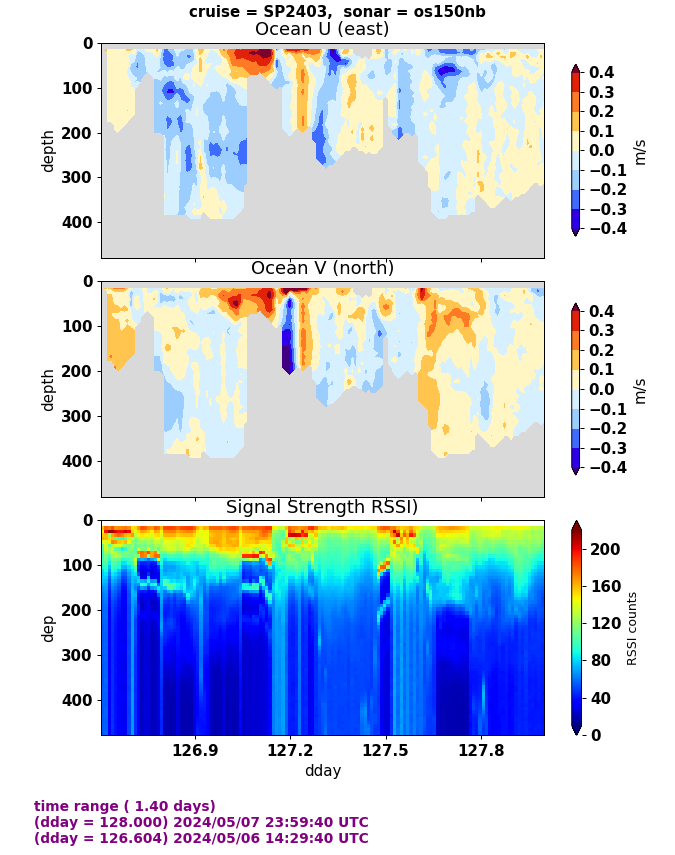 cruise = SP2403, sonar = os150nb
Ocean U (east)
0
100
200
300
400
depth
0.4
0.3
0.2
0.1
0.0
−0.1
−0.2
−0.3
−0.4
m/s
Ocean V (north)
0
100
200
300
400
depth
0.4
0.3
0.2
0.1
0.0
−0.1
−0.2
−0.3
−0.4
m/s
Signal Strength RSSI)
0
100
200
300
400
dep
200
160
120
80
40
0
RSSI counts
126.9 127.2 127.5 127.8
dday
time range ( 1.40 days)
(dday = 128.000) 2024/05/07 23:59:40 UTC
(dday = 126.604) 2024/05/06 14:29:40 UTC